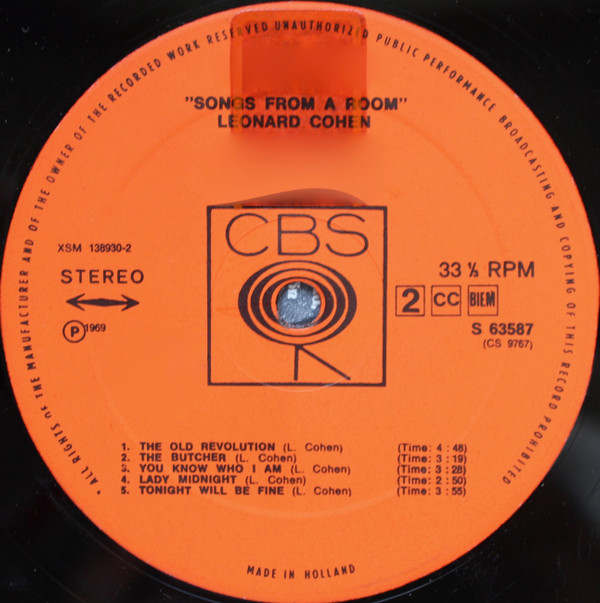 • ALL RIGHTS OF THE MANUFACTURER AND OF THE OWNER OF THE RECORDED WORK RESERVED UNAUTHORIZED PUBLIC PERFORMANCE BROADCASTING AND COPYING OF THIS RECORD PROHIBITED
"SONGS FROM A ROOM"
LEONARD COHEN
CBS
XSM 138930-2
STEREO
Ⓟ 1969
33 ⅓ RPM
2 CC BIEM
S 63587
(CS 9767)
1. THE OLD REVOLUTION (L. Cohen) (Time: 4 : 48)
2. THE BUTCHER (L. Cohen) (Time: 3 : 19)
3. YOU KNOW WHO I AM (L. Cohen) (Time: 3 : 28)
4. LADY MIDNIGHT (L. Cohen) (Time: 2 : 50)
5. TONIGHT WILL BE FINE (L. Cohen) (Time: 3 : 55)
MADE IN HOLLAND